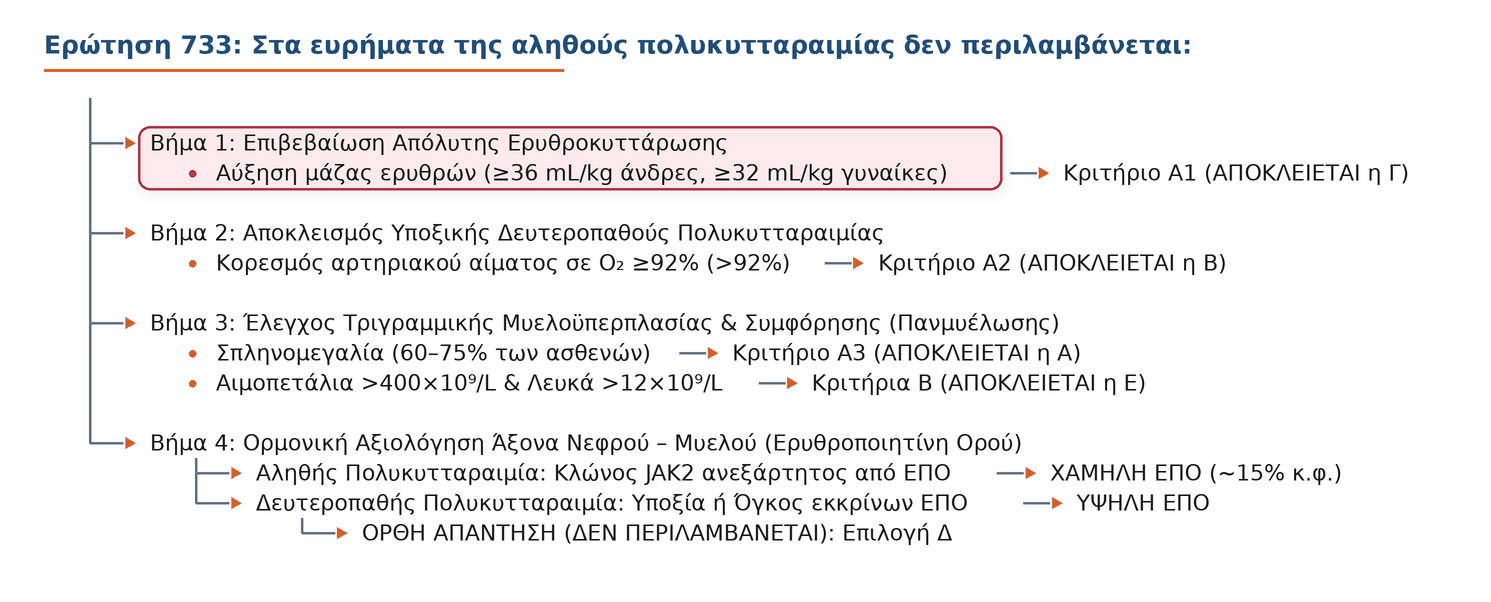 Ερώτηση 733: Στα ευρήματα της αληθούς πολυκυτταραιμίας δεν περιλαμβάνεται:
Βήμα 1: Επιβεβαίωση Απόλυτης Ερυθροκυττάρωσης
• Αύξηση μάζας ερυθρών (≥36 mL/kg άνδρες, ≥32 mL/kg γυναίκες) Κριτήριο Α1 (ΑΠΟΚΛΕΙΕΤΑΙ η Γ)
Βήμα 2: Αποκλεισμός Υποξικής Δευτεροπαθούς Πολυκυτταραιμίας
• Κορεσμός αρτηριακού αίματος σε O₂ ≥92% (>92%) Κριτήριο Α2 (ΑΠΟΚΛΕΙΕΤΑΙ η Β)
Βήμα 3: Έλεγχος Τριγραμμικής Μυελοϋπερπλασίας & Συμφόρησης (Πανμυέλωσης)
• Σπληνομεγαλία (60–75% των ασθενών) Κριτήριο Α3 (ΑΠΟΚΛΕΙΕΤΑΙ η Α)
• Αιμοπετάλια >400×10⁹/L & Λευκά >12×10⁹/L Κριτήρια Β (ΑΠΟΚΛΕΙΕΤΑΙ η Ε)
Βήμα 4: Ορμονική Αξιολόγηση Άξονα Νεφρού – Μυελού (Ερυθροποιητίνη Ορού)
Αληθής Πολυκυτταραιμία: Κλώνος JAK2 ανεξάρτητος από ΕΠΟ ΧΑΜΗΛΗ ΕΠΟ (~15% κ.φ.)
Δευτεροπαθής Πολυκυτταραιμία: Υποξία ή Όγκος εκκρίνων ΕΠΟ ΥΨΗΛΗ ΕΠΟ
ΟΡΘΗ ΑΠΑΝΤΗΣΗ (ΔΕΝ ΠΕΡΙΛΑΜΒΑΝΕΤΑΙ): Επιλογή Δ